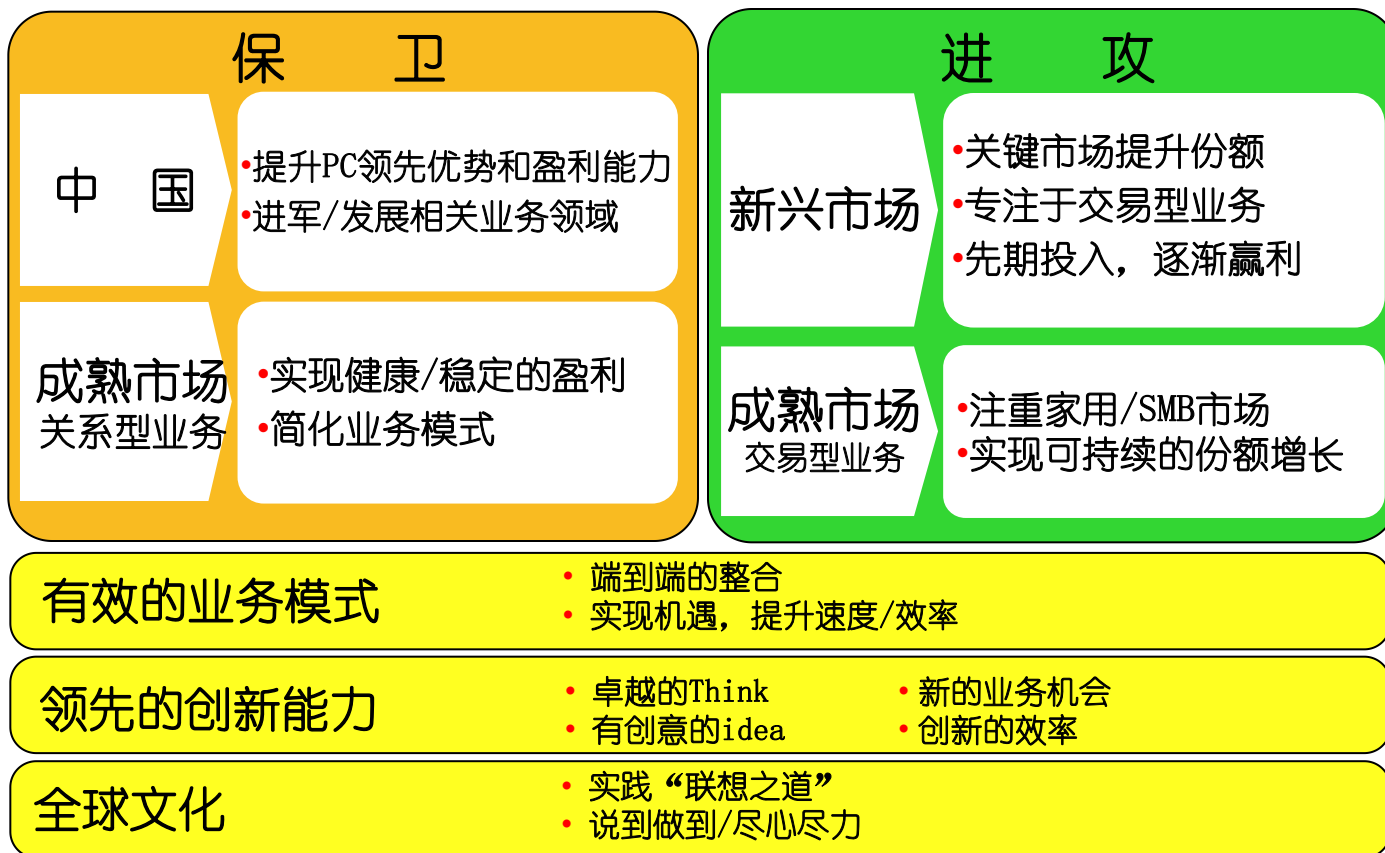 保 卫
中 国
•提升PC领先优势和盈利能力
•进军/发展相关业务领域
成熟市场
关系型业务
•实现健康/稳定的盈利
•简化业务模式
进 攻
新兴市场
•关键市场提升份额
•专注于交易型业务
•先期投入，逐渐赢利
成熟市场
交易型业务
•注重家用/SMB市场
•实现可持续的份额增长
有效的业务模式
• 端到端的整合
• 实现机遇，提升速度/效率
领先的创新能力
• 卓越的Think
• 有创意的idea
• 新的业务机会
• 创新的效率
全球文化
• 实践“联想之道”
• 说到做到/尽心尽力